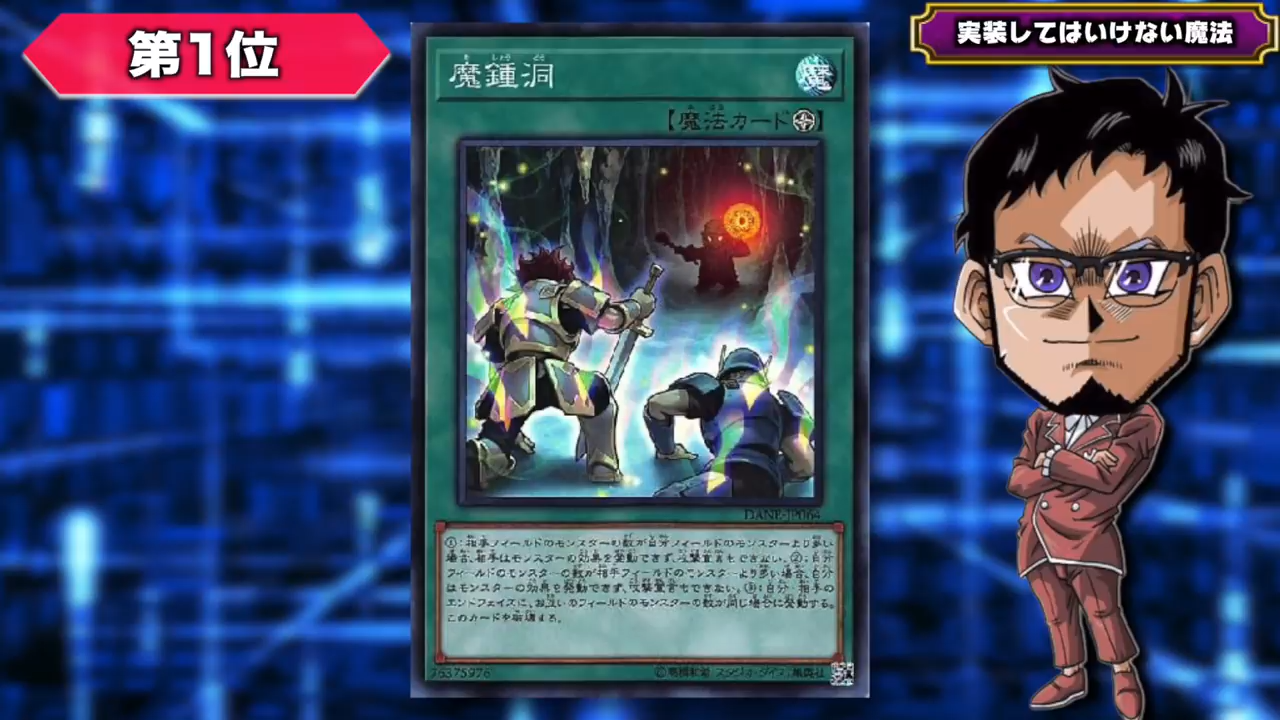 第1位
実装してはいけない魔法
魔鍾洞
【魔法カード】
DANE-JP064
①：相手フィールドのモンスターの数が自分フィールドのモンスターより多い
場合、相手はモンスターの効果を発動できず、攻撃宣言もできない。②：自分
フィールドのモンスターの数が相手フィールドのモンスターより多い場合、自分
はモンスターの効果を発動できず、攻撃宣言もできない。③：自分・相手の
エンドフェイズに、お互いのフィールドのモンスターの数が同じ場合に発動する。
このカードを破壊する。
76375976
©高橋和希 スタジオ・ダイス/集英社